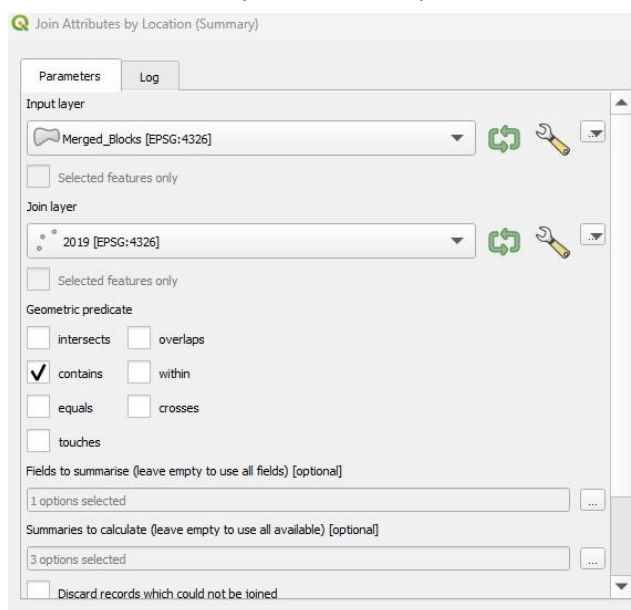 Join Attributes by Location (Summary)
Parameters Log
Input layer
Merged_Blocks [EPSG:4326]
Selected features only
Join layer
2019 [EPSG:4326]
Selected features only
Geometric predicate
intersects overlaps
contains within
equals crosses
touches
Fields to summarise (leave empty to use all fields) [optional]
1 options selected ...
Summaries to calculate (leave empty to use all available) [optional]
3 options selected ...
Discard records which could not be joined